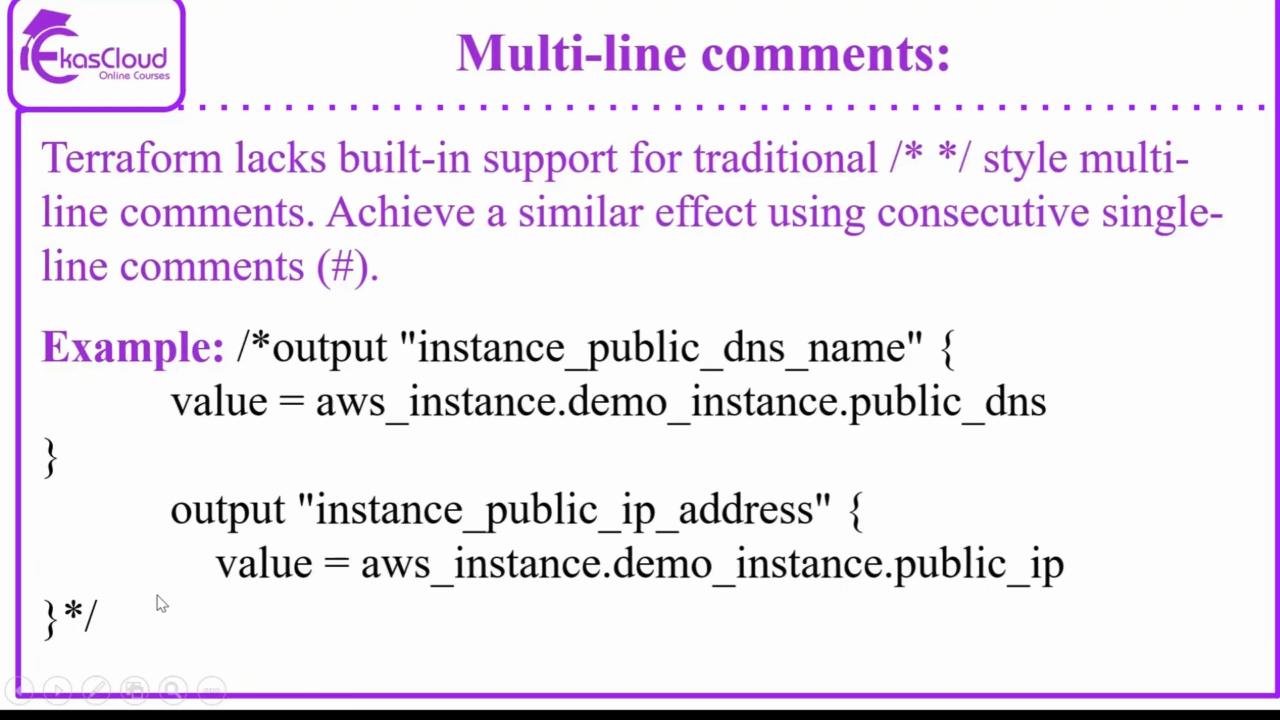 EkasCloud
Online Courses
Multi-line comments:
Terraform lacks built-in support for traditional /* */ style multi-
line comments. Achieve a similar effect using consecutive single-
line comments (#).
Example: /*output "instance_public_dns_name" {
value = aws_instance.demo_instance.public_dns
}
output "instance_public_ip_address" {
value = aws_instance.demo_instance.public_ip
}*/